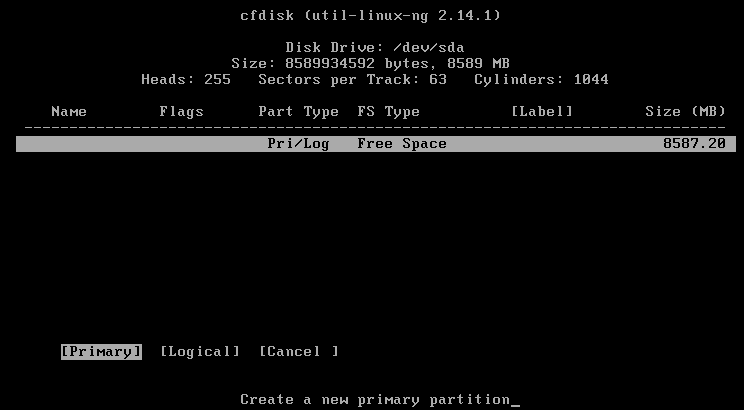 cfdisk (util-linux-ng 2.14.1)
Disk Drive: /dev/sda
Size: 8589934592 bytes, 8589 MB
Heads: 255   Sectors per Track: 63   Cylinders: 1044
Name        Flags      Part Type  FS Type          [Label]        Size (MB)
------------------------------------------------------------------------------
Pri/Log   Free Space                        8587.20
[Primary]  [Logical]  [Cancel ]
Create a new primary partition_